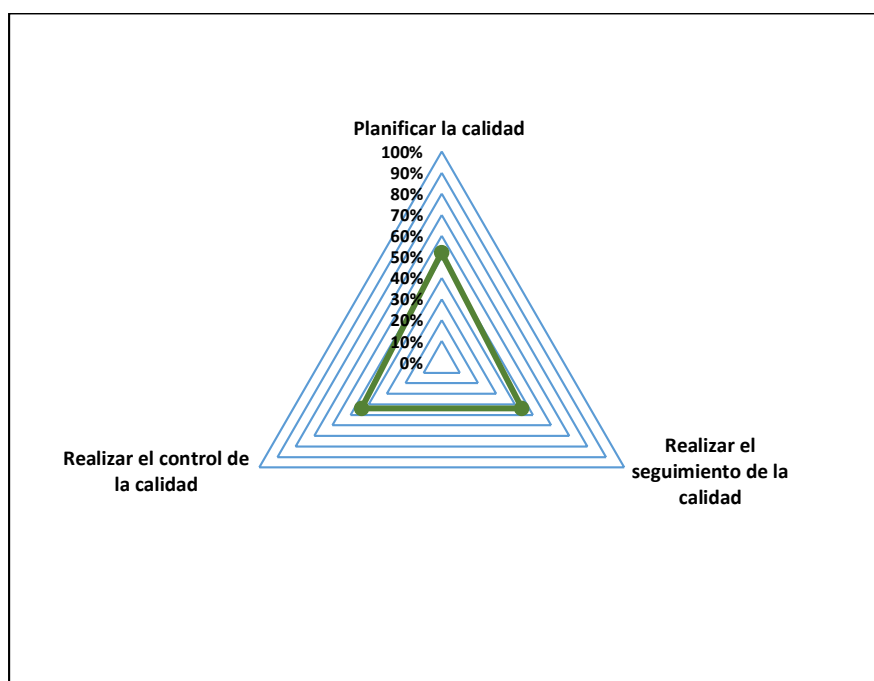 Planificar la calidad
100%
90%
80%
70%
60%
50%
40%
30%
20%
10%
0%
Realizar el control de
la calidad
Realizar el
seguimiento de la
calidad